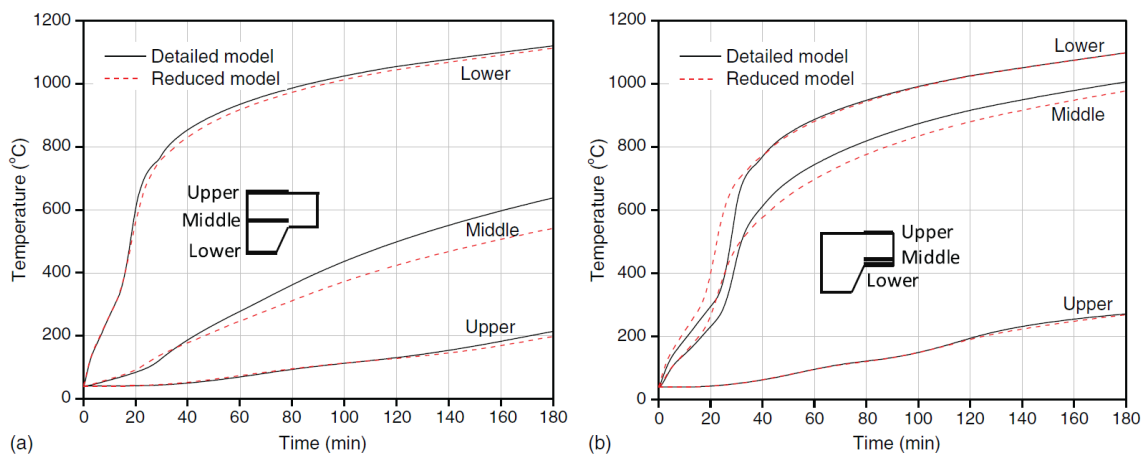 1200
1000
800
600
400
200
0
Temperature (°C)
Detailed model
Reduced model
Lower
Upper
Middle
Lower
Middle
Upper
0 20 40 60 80 100 120 140 160 180
Time (min)
(a)
1200
1000
800
600
400
200
0
Temperature (°C)
Detailed model
Reduced model
Lower
Middle
Upper
Middle
Lower
Upper
0 20 40 60 80 100 120 140 160 180
Time (min)
(b)